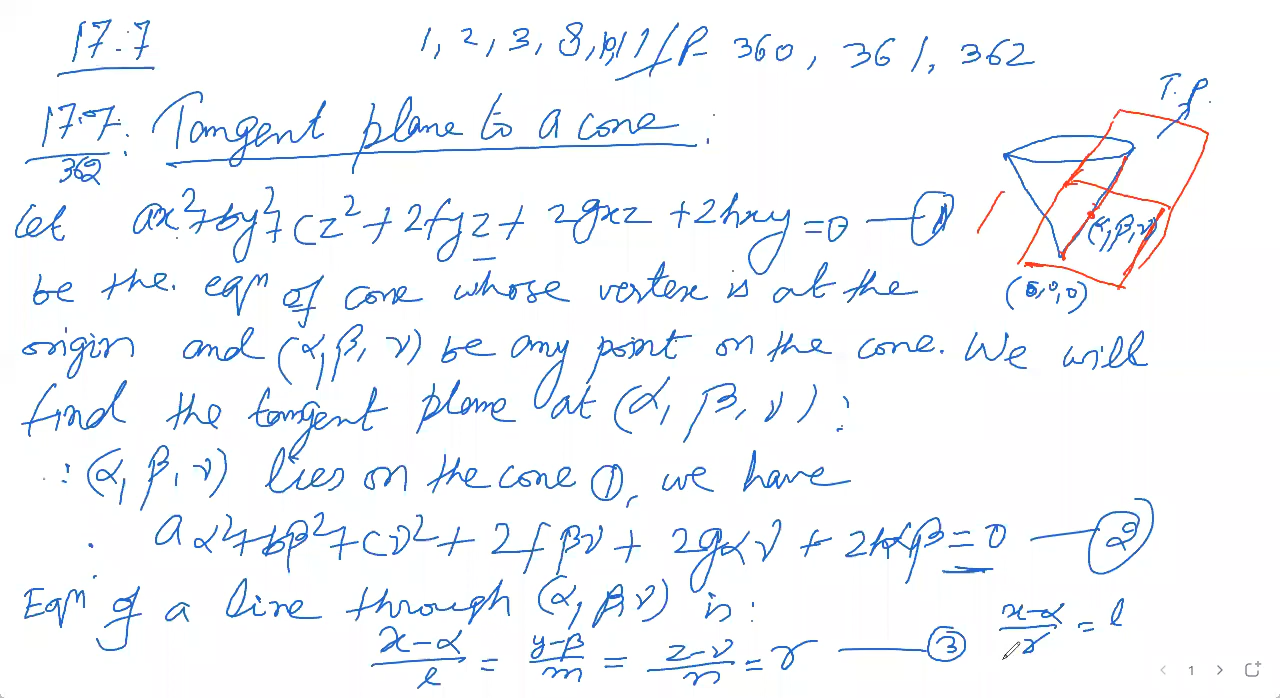 17.7
1, 2, 3, 8, 10, 11/P- 360, 361, 362
17.7: Tangent plane to a cone:
362
T.P.
(α, β, γ)
(0,0,0)
Let ax²+by²+cz²+2fyz+2gxz+2hxy=0 — ①
be the eqⁿ of cone whose vertex is at the
origin and (α, β, γ) be any point on the cone. We will
find the tangent plane at (α, β, γ):
∵ (α, β, γ) lies on the cone ①, we have
aα²+bβ²+cγ²+2fβγ+2gαγ+2hαβ=0 — ②
Eqⁿ of a line through (α, β, γ) is:
x-α/l = y-β/m = z-γ/n = r — ③
x-α/r = l
1